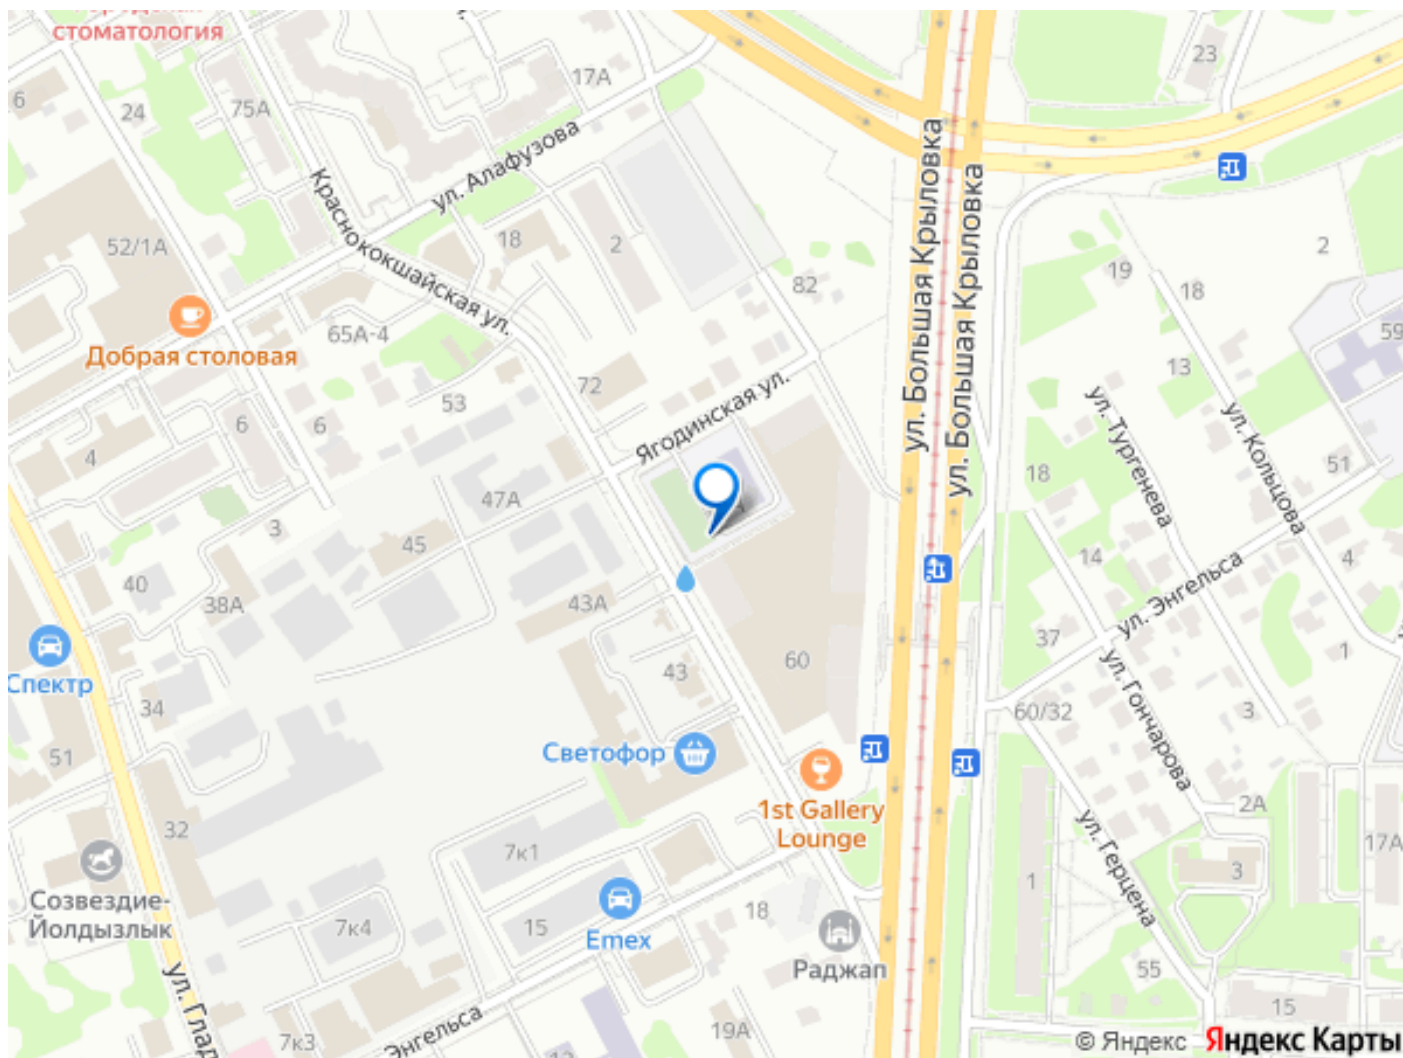 стоматология
6
24
75А
17А
23
ул. Алафузова
Краснококшайская ул.
52/1А
18
2
82
65А-4
Добрая столовая
ул. Большая Крыловка
ул. Большая Крыловка
19
18
2
59
13
72
53
6
6
4
Ягодинская ул.
ул. Тургенева
ул. Кольцова
18
51
47А
3
45
14
4
ул. Энгельса
40
38А
43А
37
1
Спектр
43
60
ул. Гончарова
34
60/32
3
51
Светофор
1st Gallery
Lounge
2А
ул. Герцена
32
7к1
17А
3
1
Созвездие-
Йолдызлык
7к4
15
Emex
18
Раджап
55
ул. Глад
15
19А
7к3
Энгельса
© Яндекс Яндекс Карты